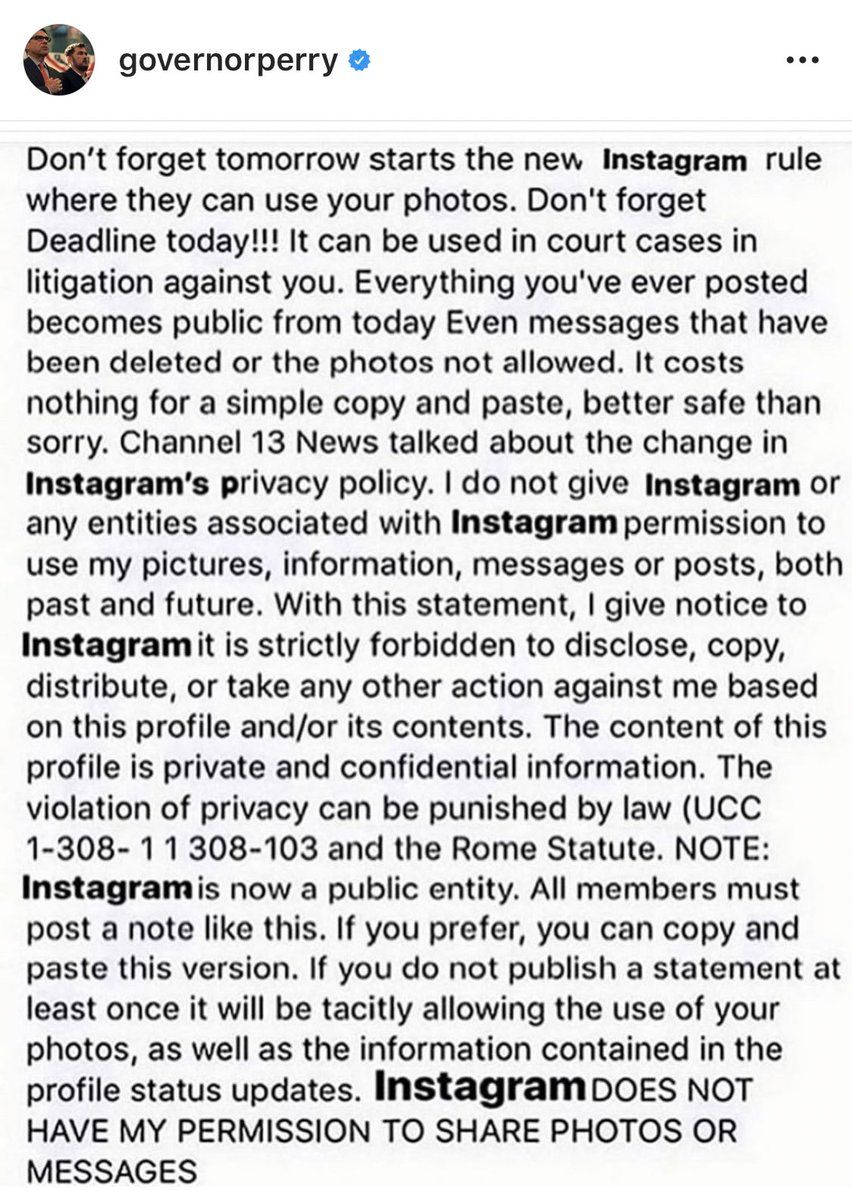 governorperry
Don't forget tomorrow starts the new Instagram rule
where they can use your photos. Don't forget
Deadline today!!! It can be used in court cases in
litigation against you. Everything you've ever posted
becomes public from today Even messages that have
been deleted or the photos not allowed. It costs
nothing for a simple copy and paste, better safe than
sorry. Channel 13 News talked about the change in
Instagram's privacy policy. I do not give Instagram or
any entities associated with Instagram permission to
use my pictures, information, messages or posts, both
past and future. With this statement, I give notice to
Instagram it is strictly forbidden to disclose, copy,
distribute, or take any other action against me based
on this profile and/or its contents. The content of this
profile is private and confidential information. The
violation of privacy can be punished by law (UCC
1-308- 1 1 308-103 and the Rome Statute. NOTE:
Instagram is now a public entity. All members must
post a note like this. If you prefer, you can copy and
paste this version. If you do not publish a statement at
least once it will be tacitly allowing the use of your
photos, as well as the information contained in the
profile status updates. Instagram DOES NOT
HAVE MY PERMISSION TO SHARE PHOTOS OR
MESSAGES